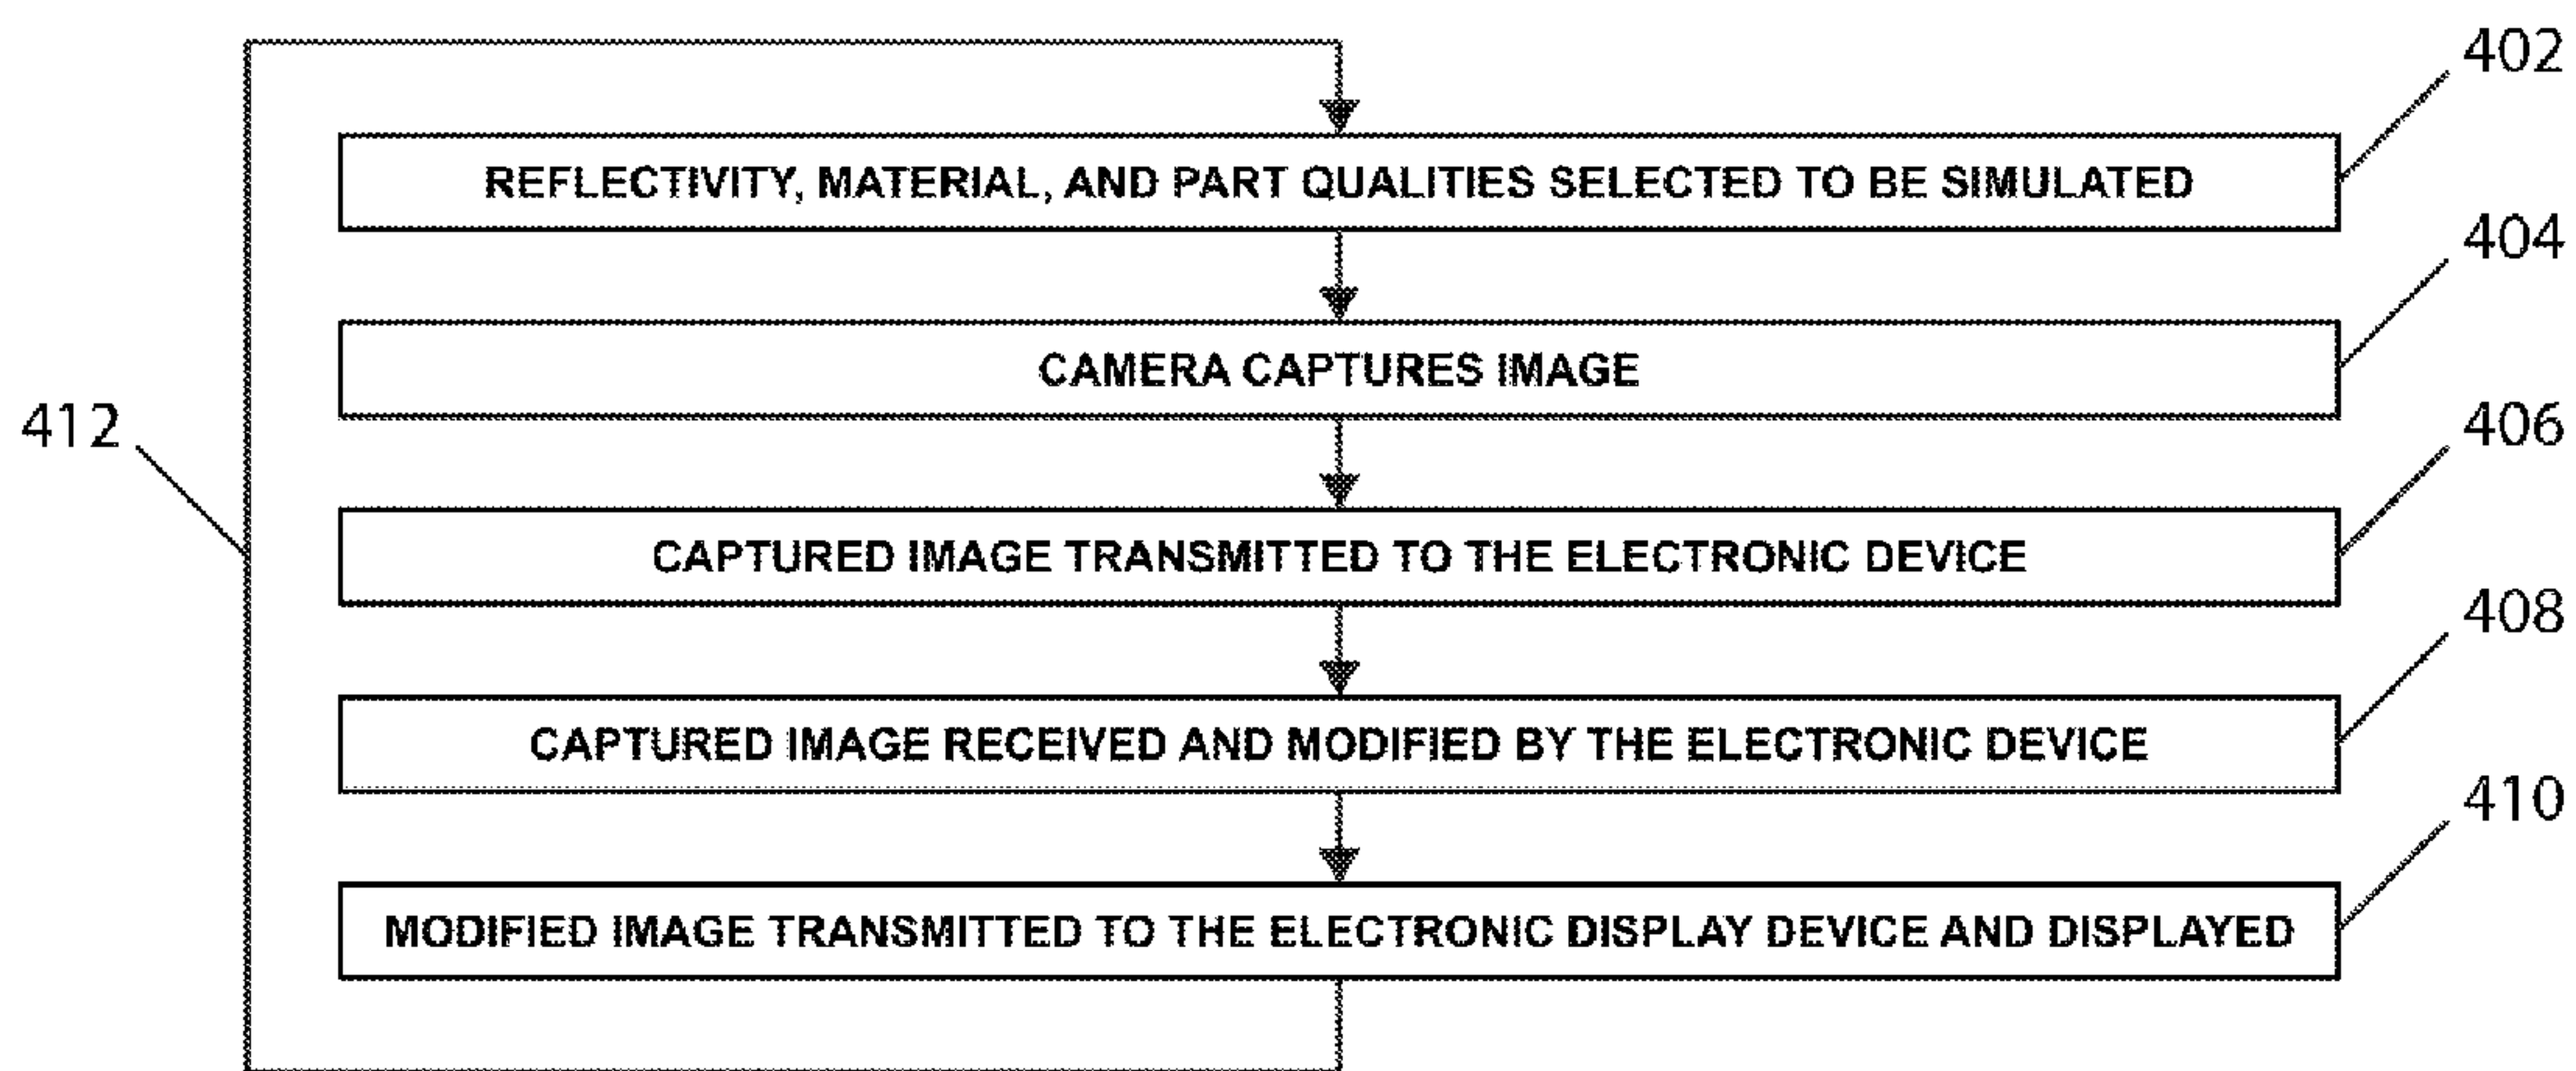 402
REFLECTIVITY, MATERIAL, AND PART QUALITIES SELECTED TO BE SIMULATED
404
CAMERA CAPTURES IMAGE
412
406
CAPTURED IMAGE TRANSMITTED TO THE ELECTRONIC DEVICE
408
CAPTURED IMAGE RECEIVED AND MODIFIED BY THE ELECTRONIC DEVICE
410
MODIFIED IMAGE TRANSMITTED TO THE ELECTRONIC DISPLAY DEVICE AND DISPLAYED